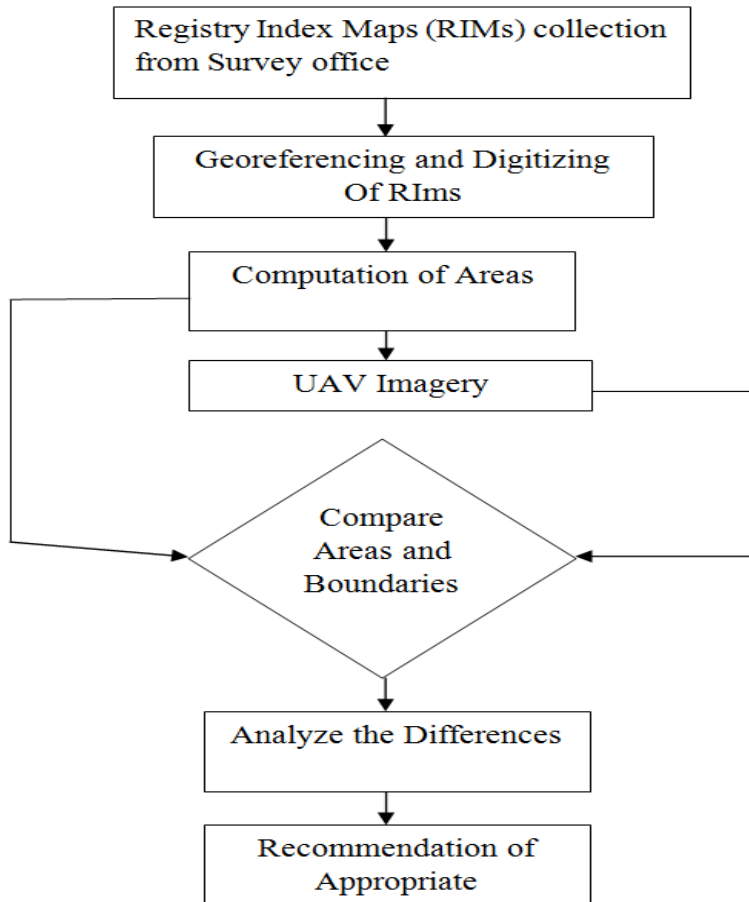 Registry Index Maps (RIMs) collection
from Survey office
Georeferencing and Digitizing
Of RIms
Computation of Areas
UAV Imagery
Compare
Areas and
Boundaries
Analyze the Differences
Recommendation of
Appropriate